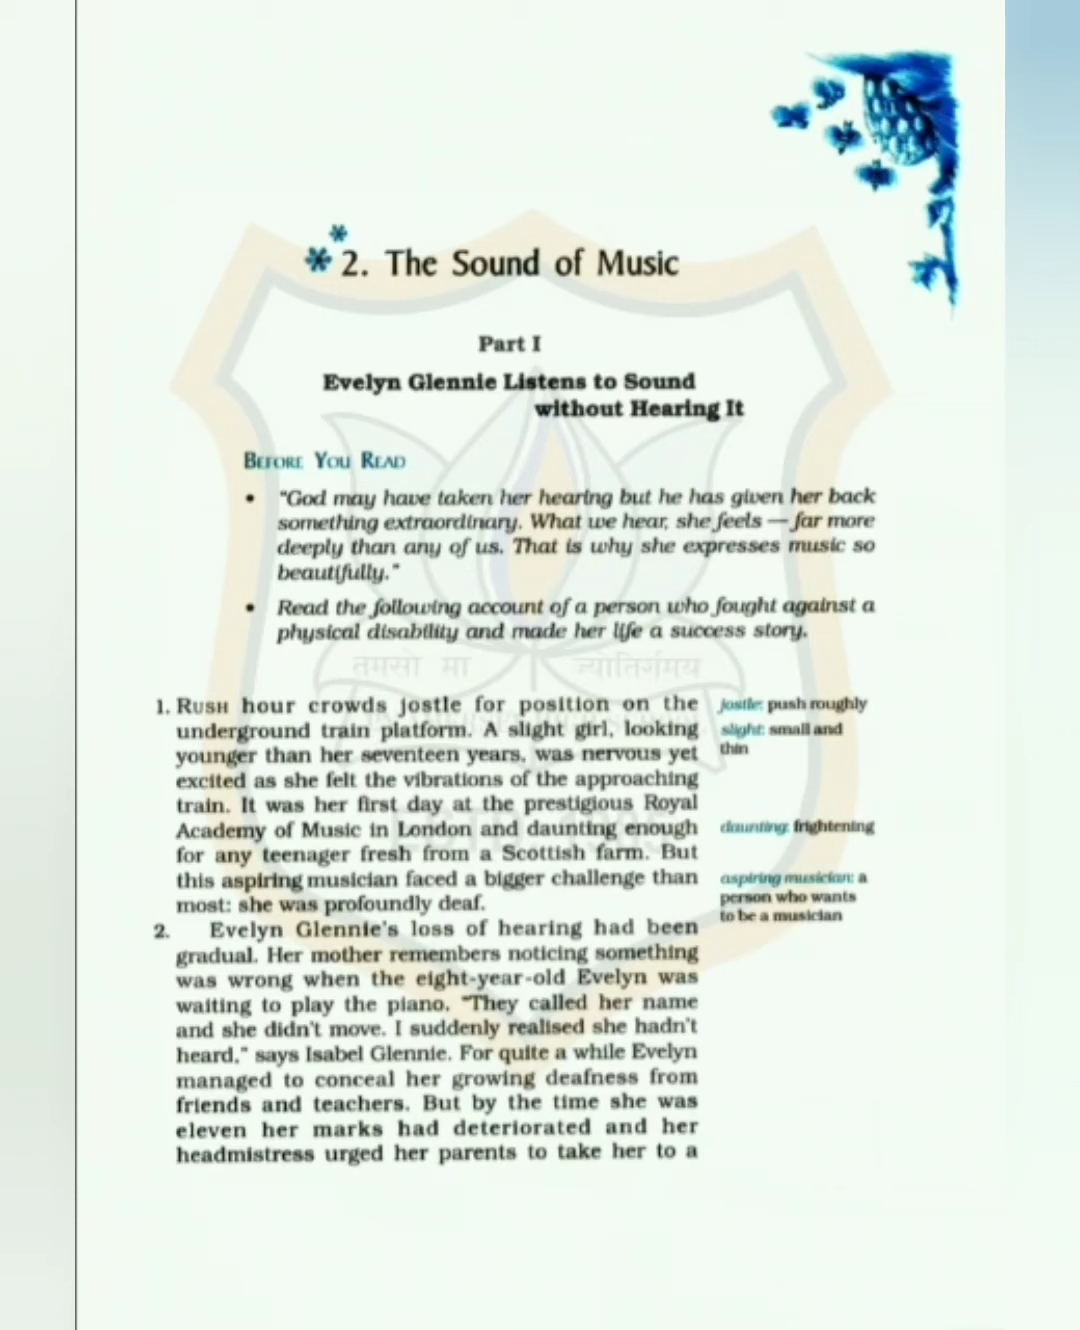 2. The Sound of Music
Part I
Evelyn Glennie Listens to Sound
without Hearing It
BEFORE YOU READ
• "God may have taken her hearing but he has given her back
something extraordinary. What we hear, she feels — far more
deeply than any of us. That is why she expresses music so
beautifully."
• Read the following account of a person who fought against a
physical disability and made her life a success story.
तमसो मा ज्योतिर्गमय
1. RUSH hour crowds jostle for position on the
underground train platform. A slight girl, looking
younger than her seventeen years, was nervous yet
excited as she felt the vibrations of the approaching
train. It was her first day at the prestigious Royal
Academy of Music in London and daunting enough
for any teenager fresh from a Scottish farm. But
this aspiring musician faced a bigger challenge than
most: she was profoundly deaf.
jostle: push roughly
slight: small and
thin
daunting: frightening
aspiring musician: a
person who wants
to be a musician
2. Evelyn Glennie's loss of hearing had been
gradual. Her mother remembers noticing something
was wrong when the eight-year-old Evelyn was
waiting to play the piano. "They called her name
and she didn't move. I suddenly realised she hadn't
heard," says Isabel Glennie. For quite a while Evelyn
managed to conceal her growing deafness from
friends and teachers. But by the time she was
eleven her marks had deteriorated and her
headmistress urged her parents to take her to a